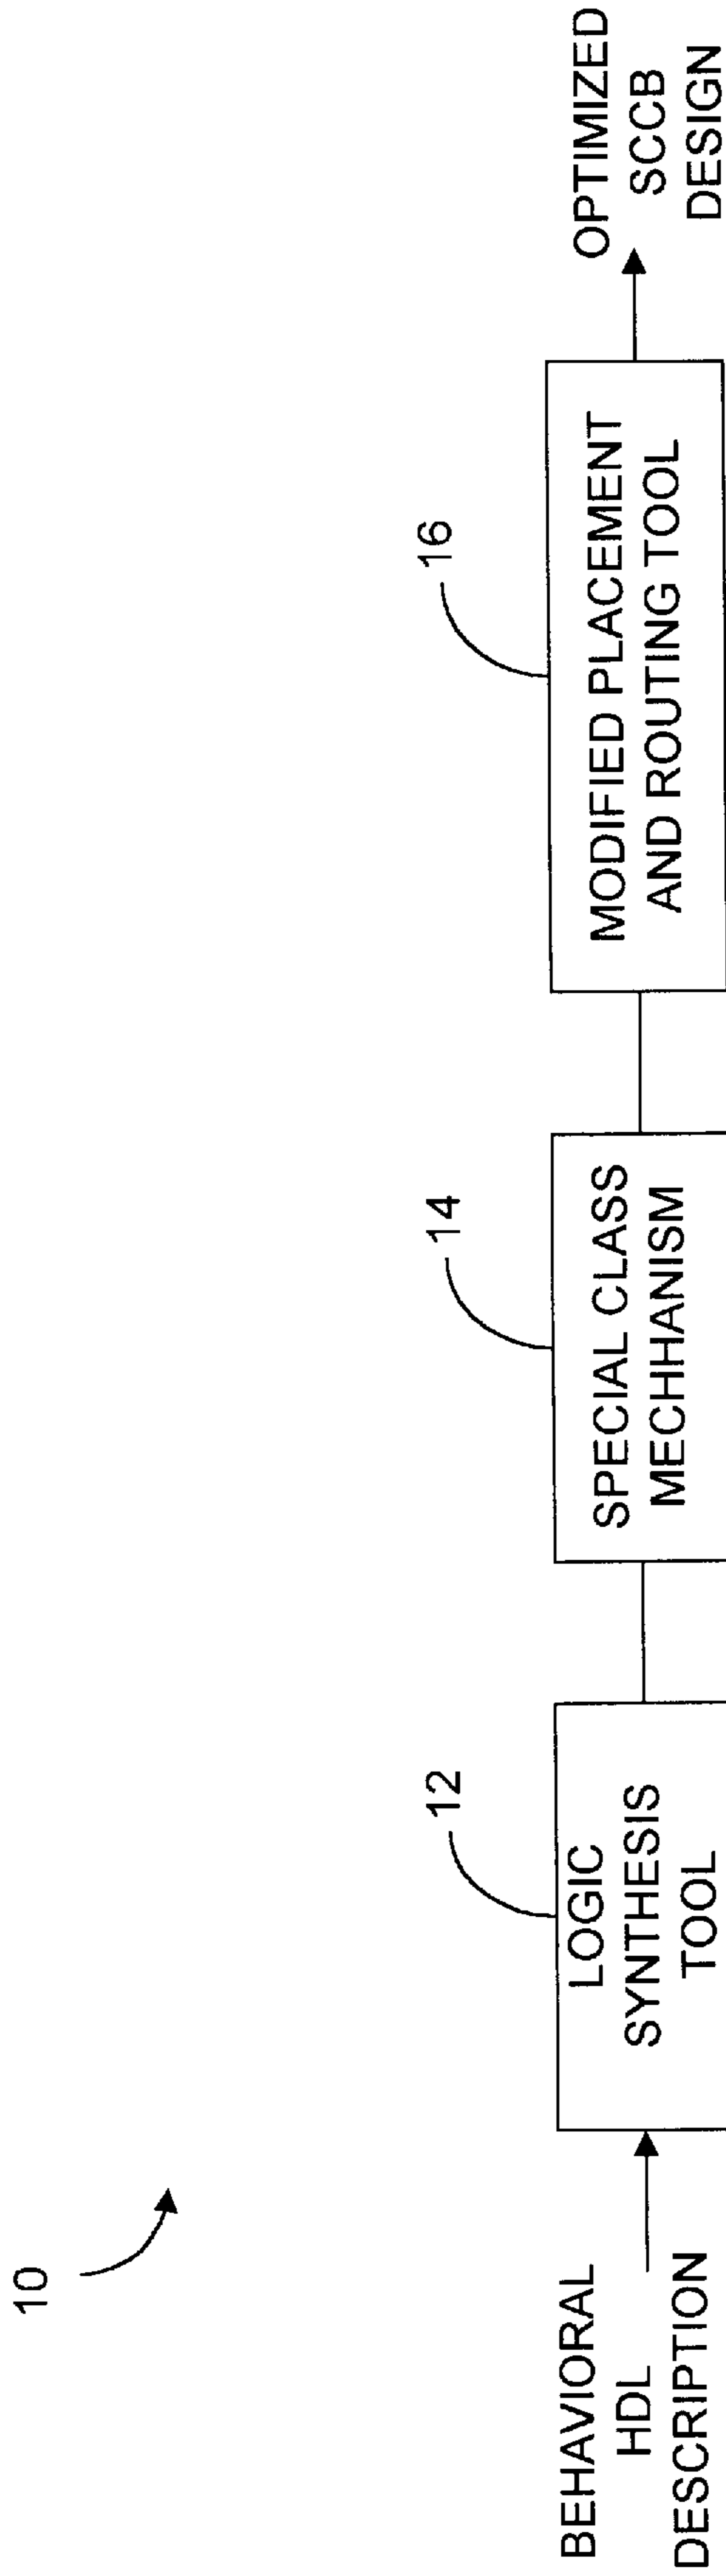 10
BEHAVIORAL
HDL
DESCRIPTION
12
LOGIC
SYNTHESIS
TOOL
14
SPECIAL CLASS
MECHHANISM
16
MODIFIED PLACEMENT
AND ROUTING TOOL
OPTIMIZED
SCCB
DESIGN